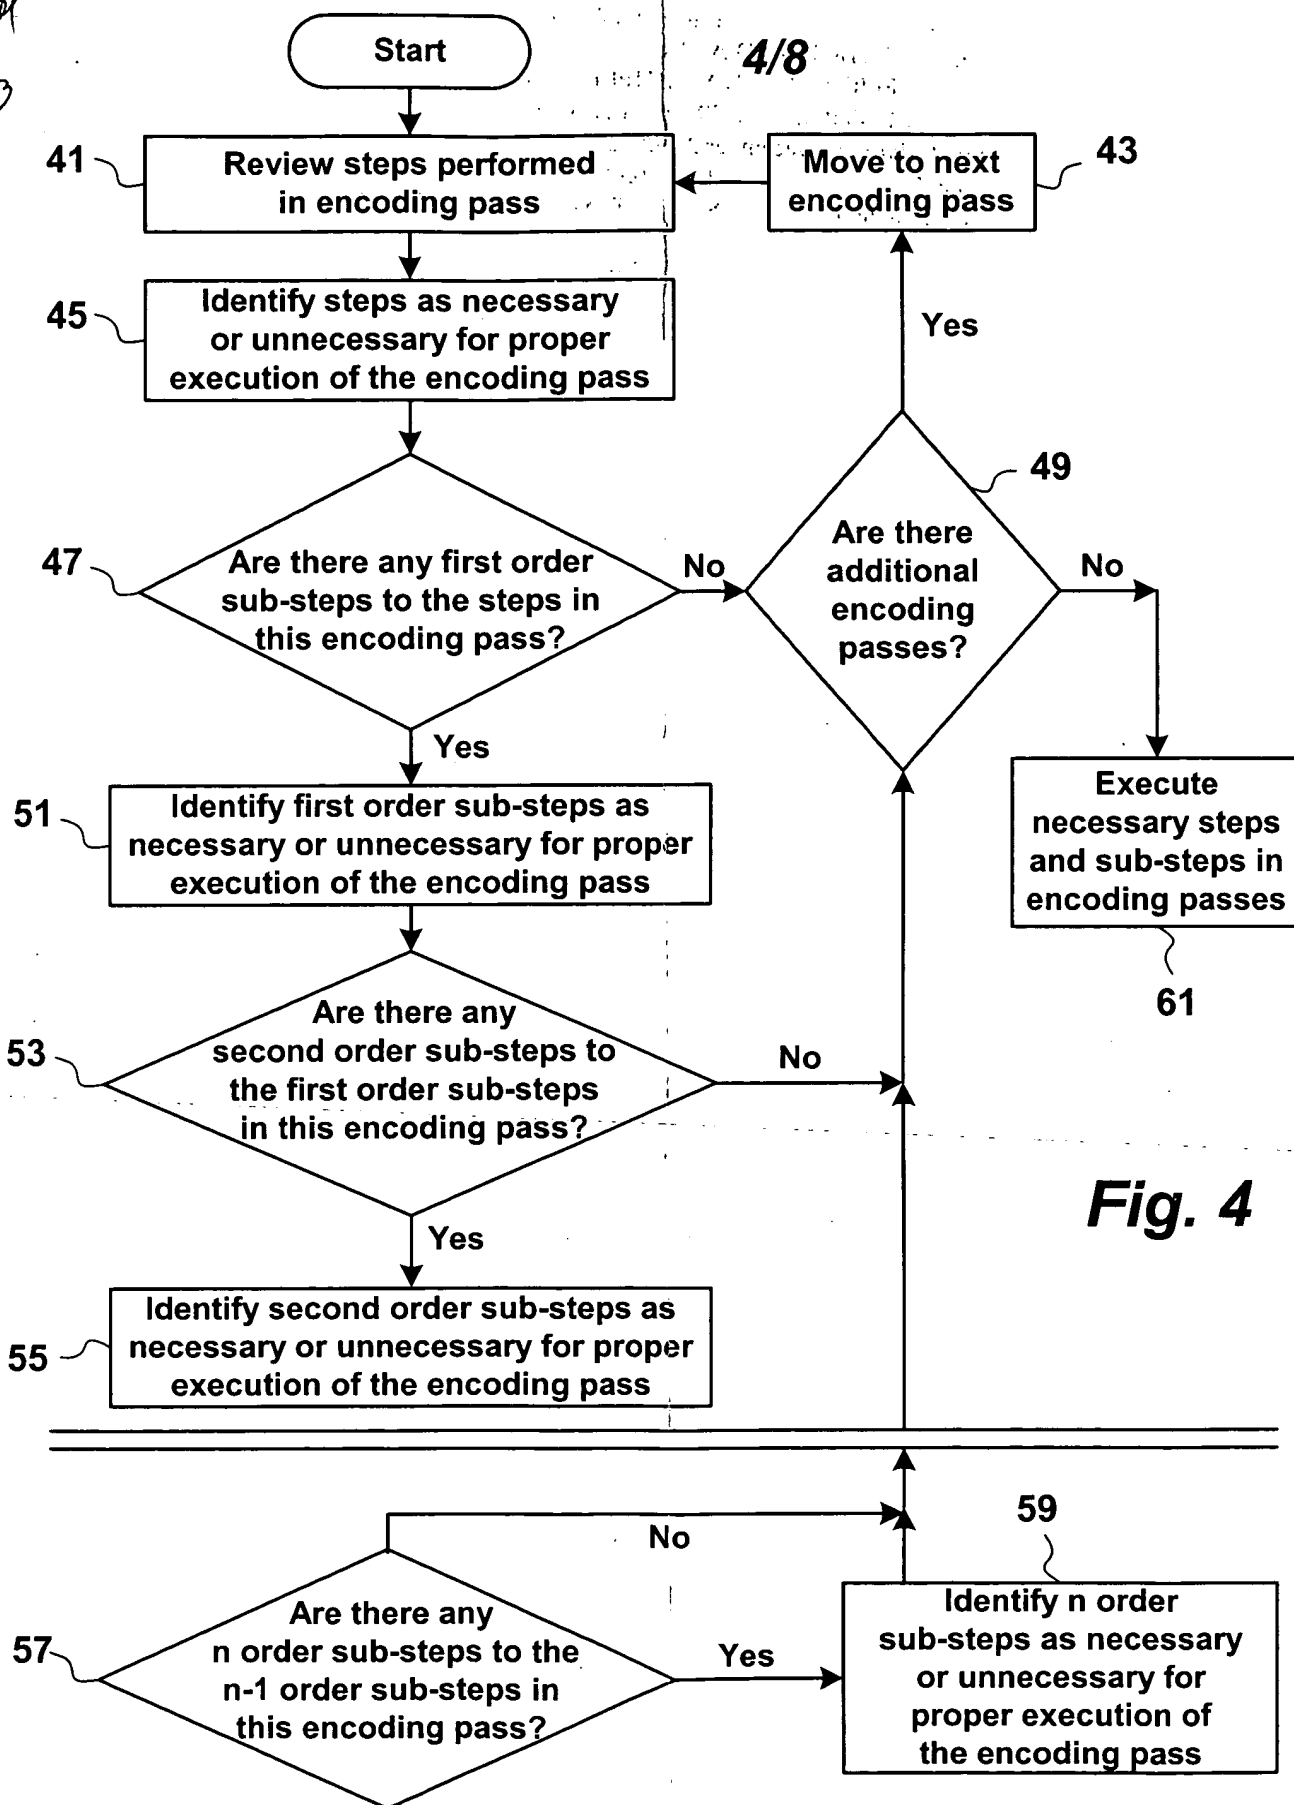 Start
4/8
41
Review steps performed
in encoding pass
Move to next
encoding pass
43
45
Identify steps as necessary
or unnecessary for proper
execution of the encoding pass
Yes
47
Are there any first order
sub-steps to the steps in
this encoding pass?
No
49
Are there
additional
encoding
passes?
No
Yes
51
Identify first order sub-steps as
necessary or unnecessary for proper
execution of the encoding pass
Execute
necessary steps
and sub-steps in
encoding passes
61
53
Are there any
second order sub-steps to
the first order sub-steps
in this encoding pass?
No
Fig. 4
Yes
55
Identify second order sub-steps as
necessary or unnecessary for proper
execution of the encoding pass
No
59
57
Are there any
n order sub-steps to the
n-1 order sub-steps in
this encoding pass?
Yes
Identify n order
sub-steps as necessary
or unnecessary for
proper execution of
the encoding pass